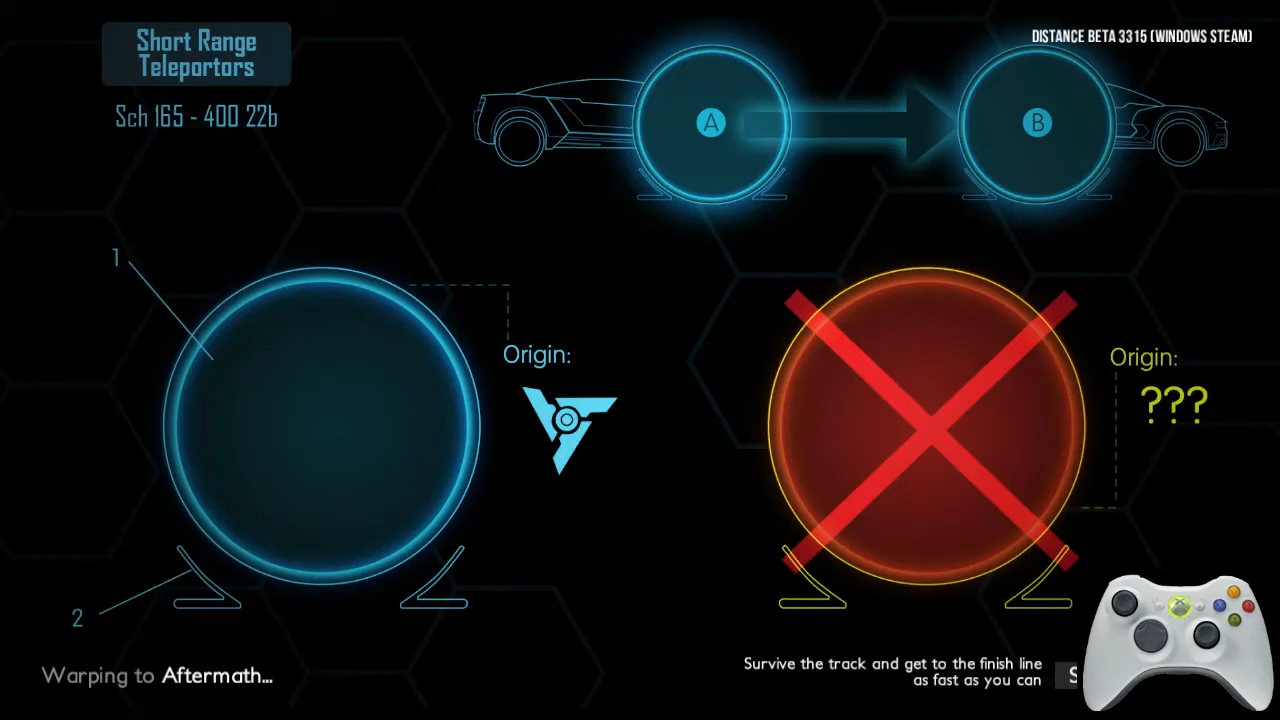 Short Range
Teleportors
Sch 165 - 400 22b
DISTANCE BETA 3315 (WINDOWS STEAM)
A
B
1
Origin:
Origin:
???
2
Warping to Aftermath...
Survive the track and get to the finish line
as fast as you can